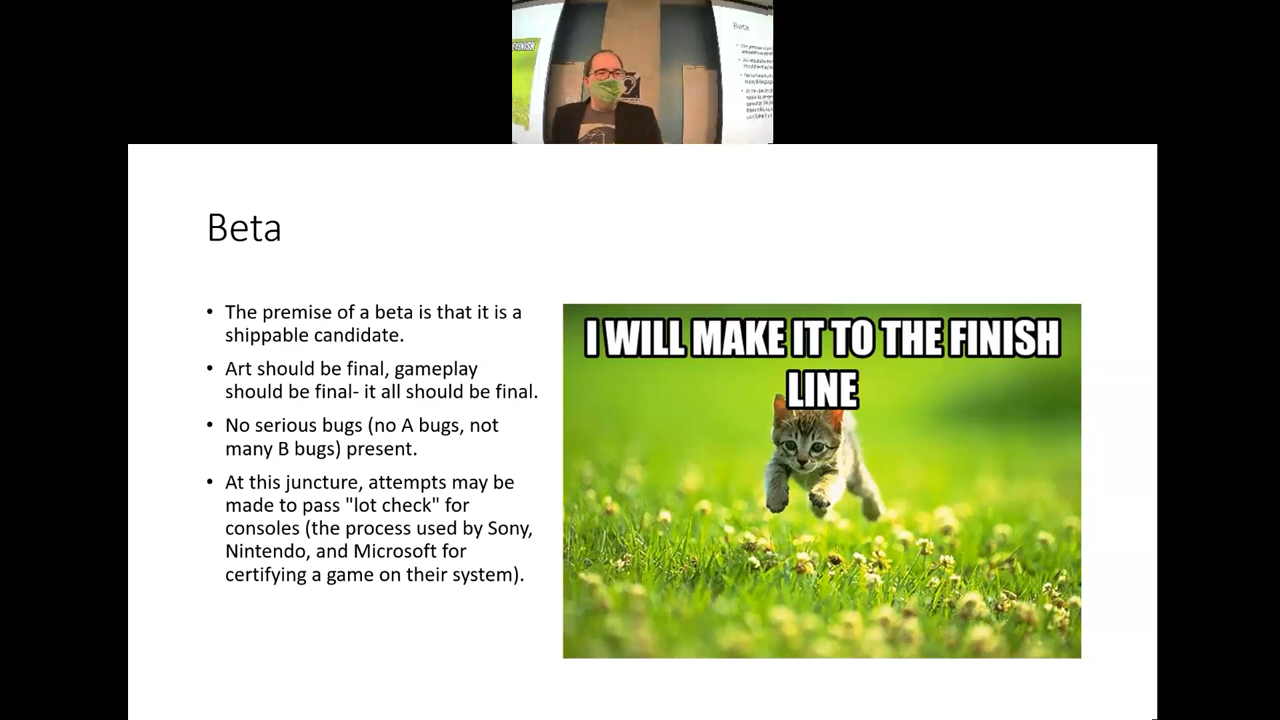 FINISH
Beta
Beta
• The premise of a beta is that it is a
shippable candidate.
• Art should be final, gameplay
should be final- it all should be final.
• No serious bugs (no A bugs, not
many B bugs) present.
• At this juncture, attempts may be
made to pass "lot check" for
consoles (the process used by Sony,
Nintendo, and Microsoft for
certifying a game on their system).
I WILL MAKE IT TO THE FINISH
LINE